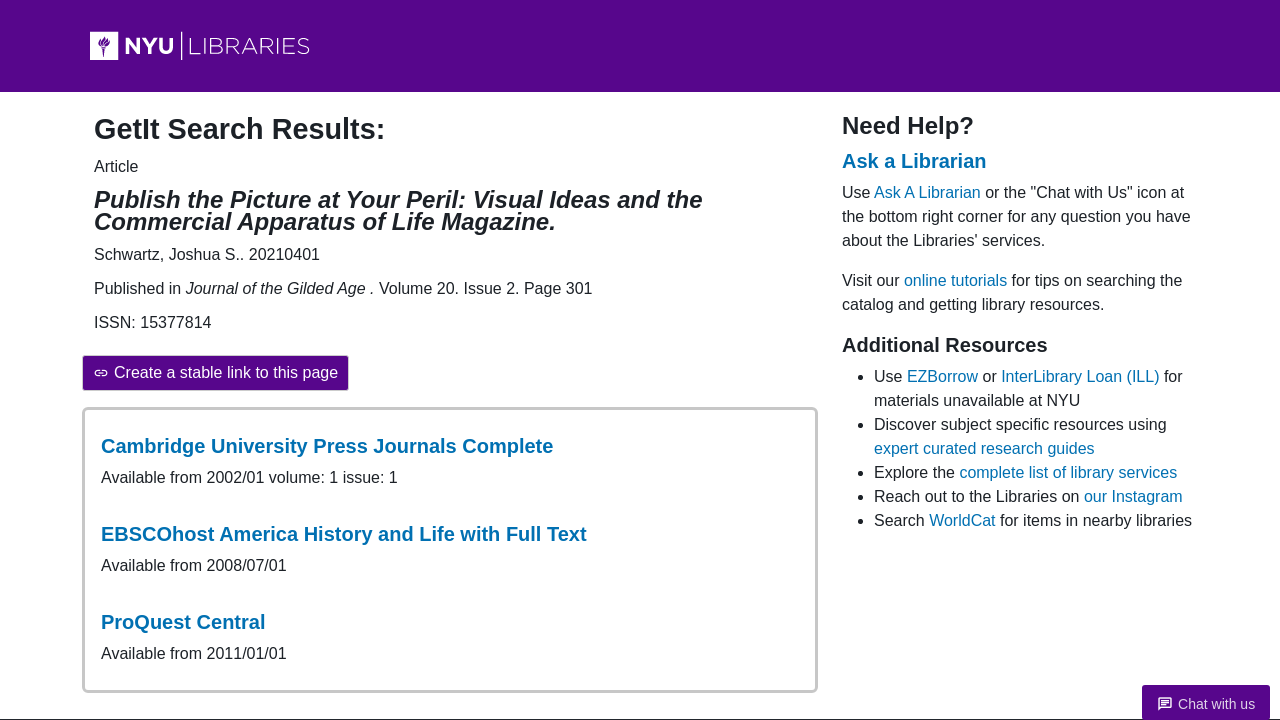 NYU LIBRARIES
GetIt Search Results:
Article
Publish the Picture at Your Peril: Visual Ideas and the
Commercial Apparatus of Life Magazine.
Schwartz, Joshua S.. 20210401
Published in Journal of the Gilded Age . Volume 20. Issue 2. Page 301
ISSN: 15377814
Create a stable link to this page
Cambridge University Press Journals Complete
Available from 2002/01 volume: 1 issue: 1
EBSCOhost America History and Life with Full Text
Available from 2008/07/01
ProQuest Central
Available from 2011/01/01
Need Help?
Ask a Librarian
Use Ask A Librarian or the "Chat with Us" icon at
the bottom right corner for any question you have
about the Libraries' services.
Visit our online tutorials for tips on searching the
catalog and getting library resources.
Additional Resources
Use EZBorrow or InterLibrary Loan (ILL) for
materials unavailable at NYU
Discover subject specific resources using
expert curated research guides
Explore the complete list of library services
Reach out to the Libraries on our Instagram
Search WorldCat for items in nearby libraries
Chat with us